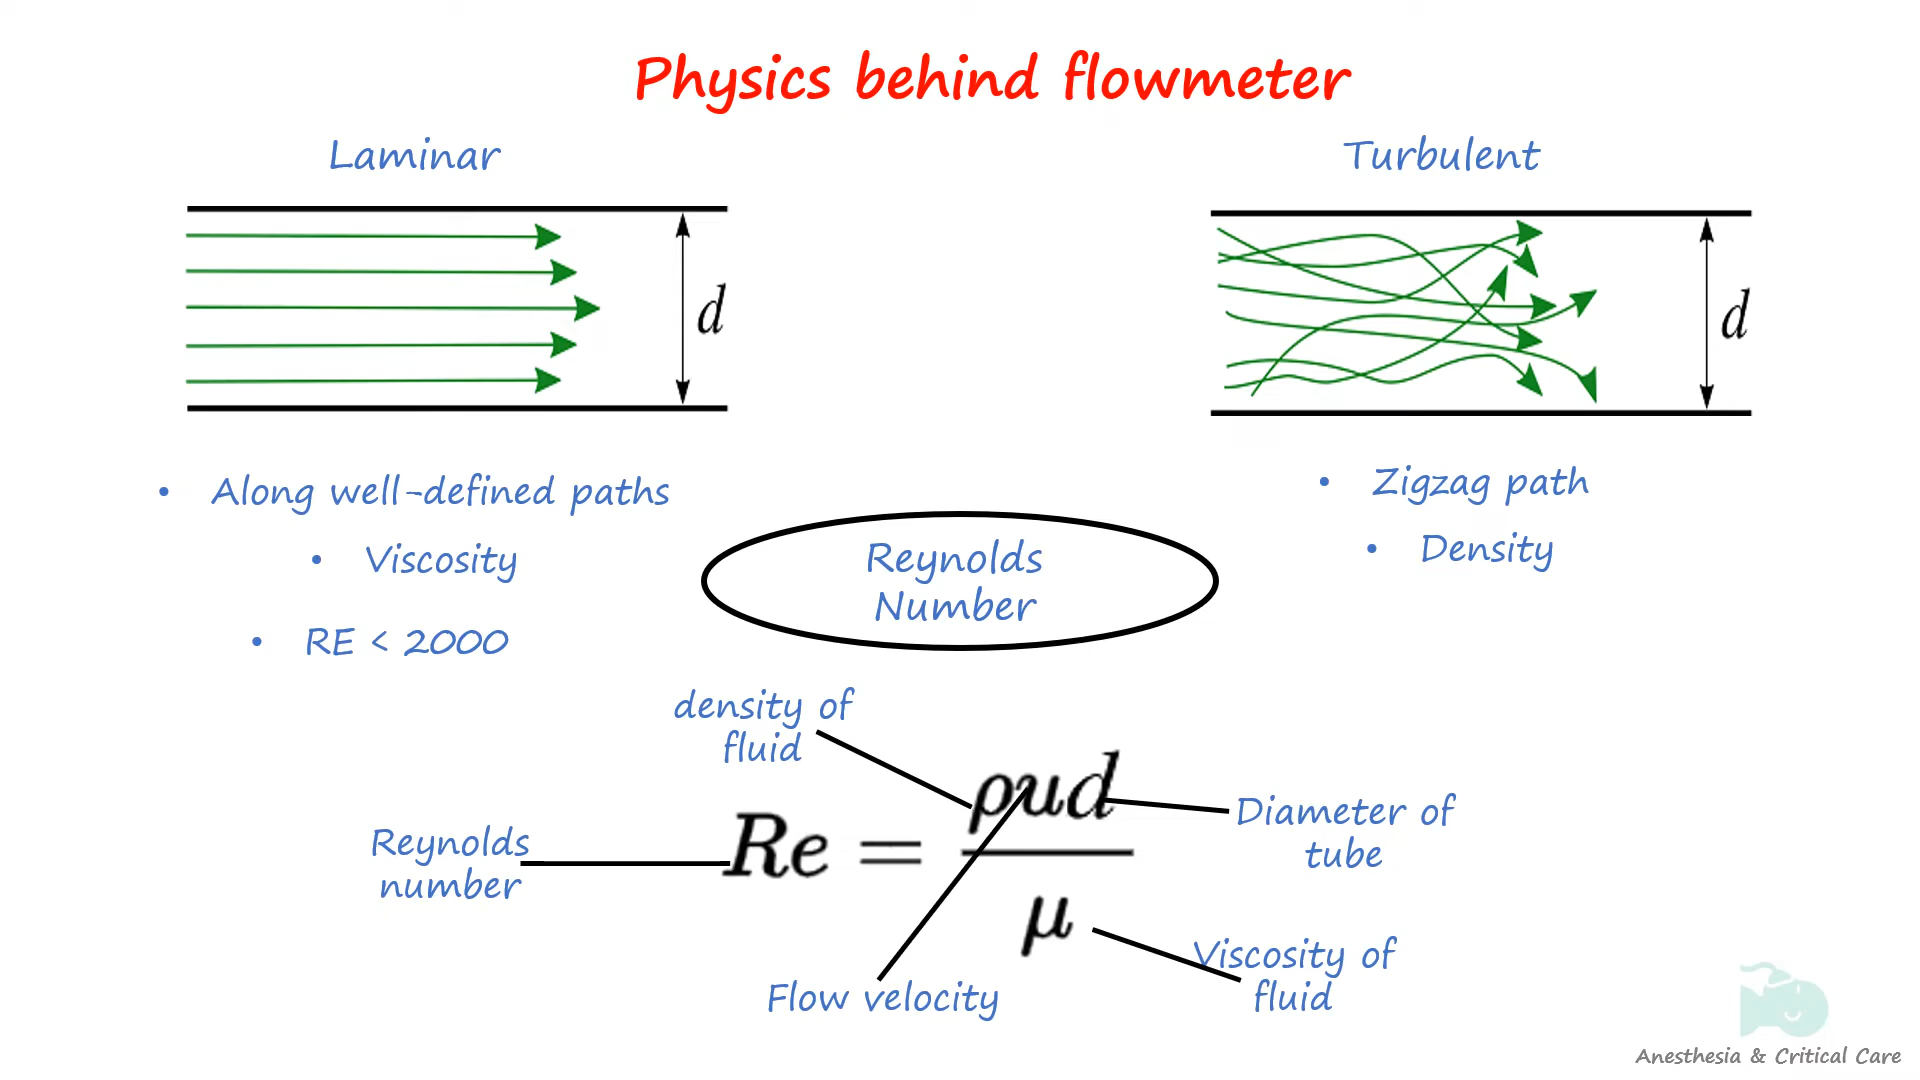 Physics behind flowmeter
Laminar
Turbulent
d
d
• Along well-defined paths
• Viscosity
• RE < 2000
• Zigzag path
• Density
Reynolds
Number
density of
fluid
Reynolds
number
Re = ρud / μ
Diameter of
tube
Flow velocity
Viscosity of
fluid
Anesthesia & Critical Care